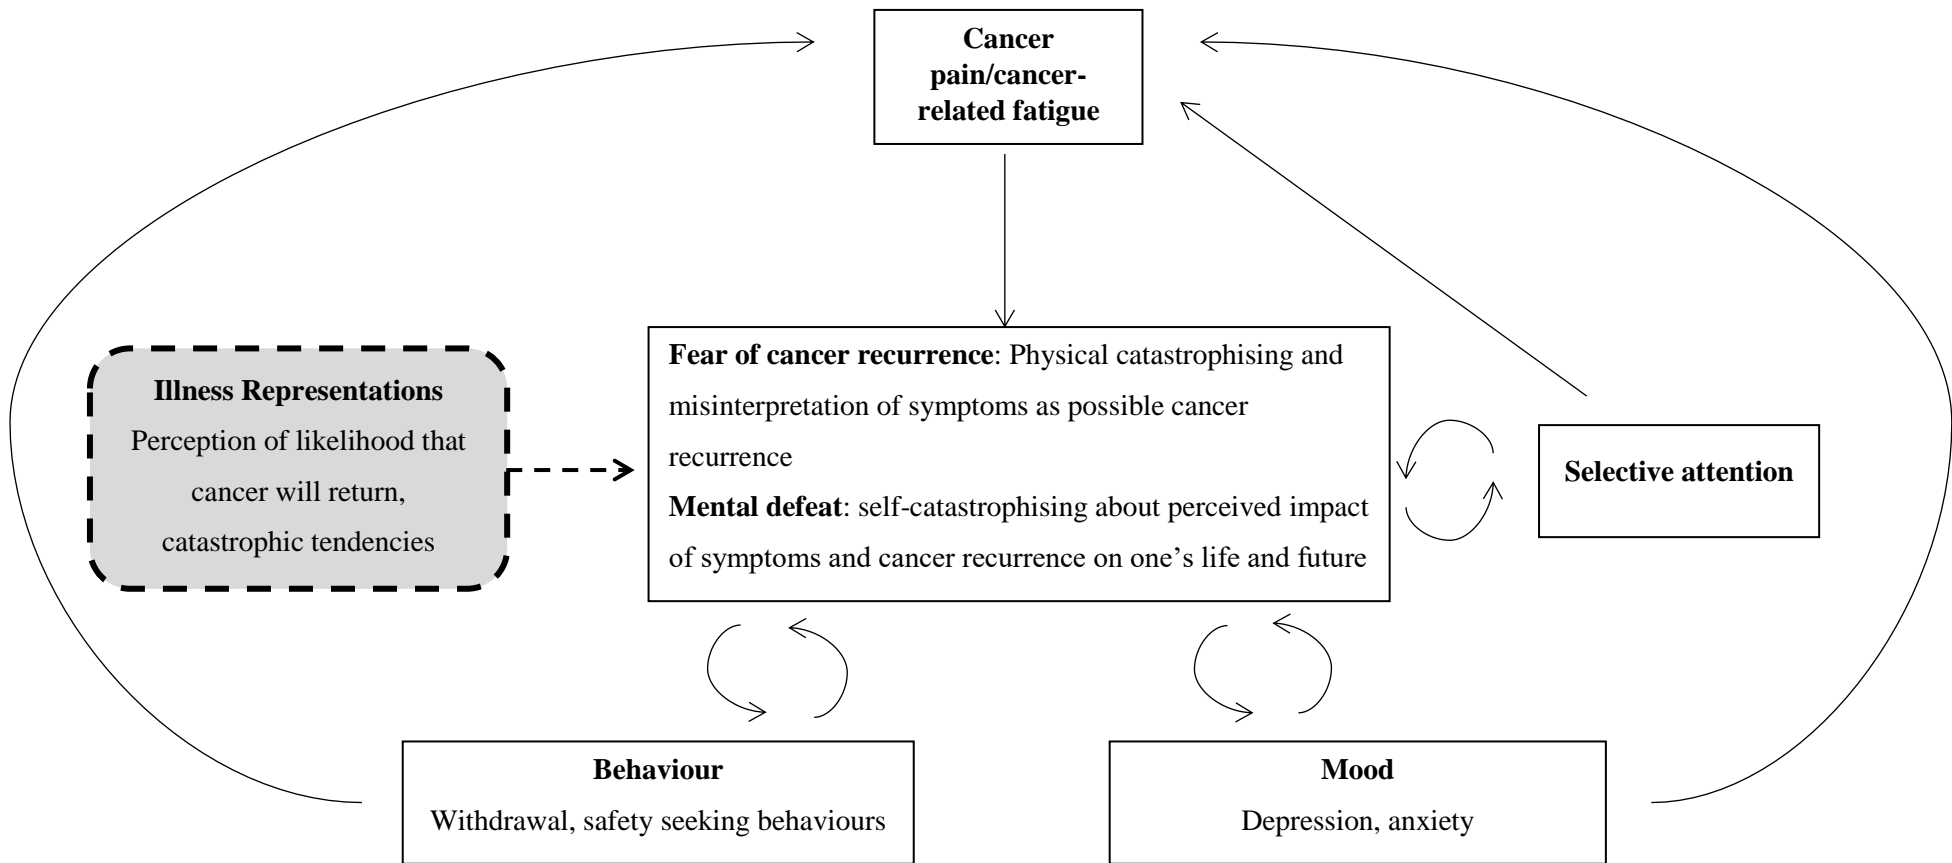 Cancer
pain/cancer-
related fatigue
Illness Representations
Perception of likelihood that
cancer will return,
catastrophic tendencies
Fear of cancer recurrence: Physical catastrophising and
misinterpretation of symptoms as possible cancer
recurrence
Mental defeat: self-catastrophising about perceived impact
of symptoms and cancer recurrence on one’s life and future
Selective attention
Behaviour
Withdrawal, safety seeking behaviours
Mood
Depression, anxiety